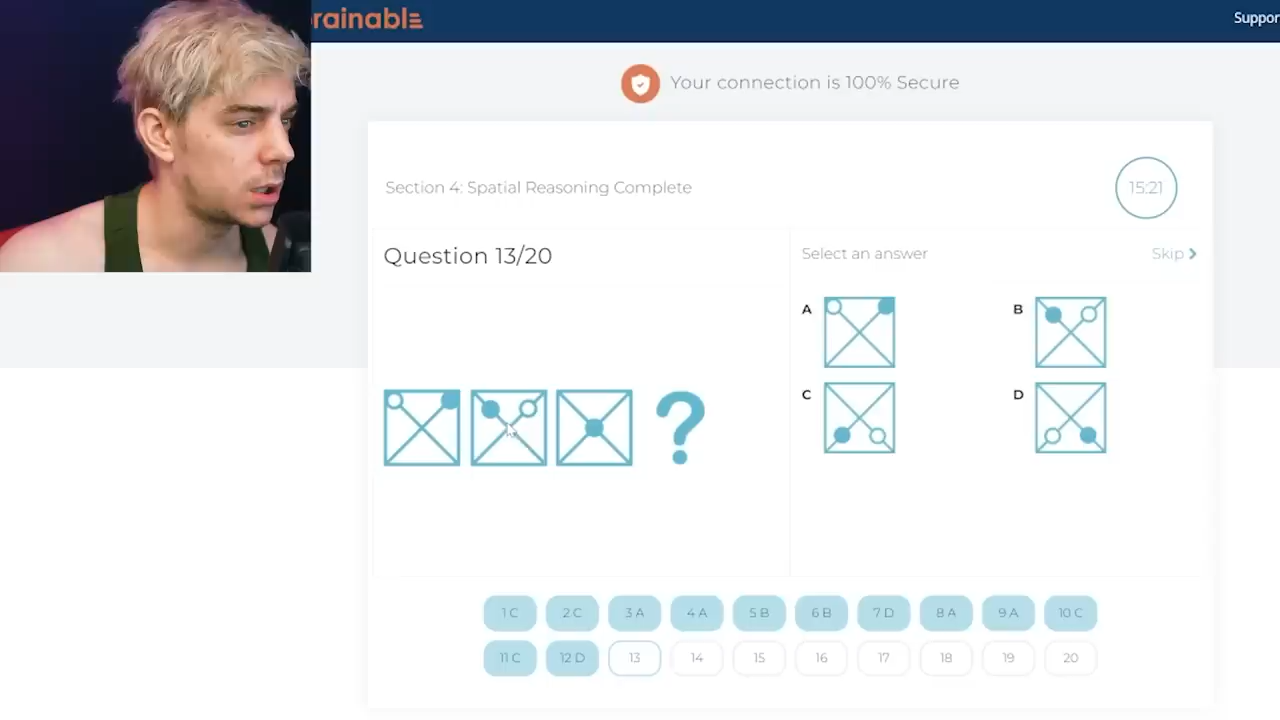 rainable
Suppor
Your connection is 100% Secure
Section 4: Spatial Reasoning Complete
15:21
Question 13/20
Select an answer
Skip
A
B
C
D
?
1 C
2 C
3 A
4 A
5 B
6 B
7 D
8 A
9 A
10 C
11 C
12 D
13
14
15
16
17
18
19
20